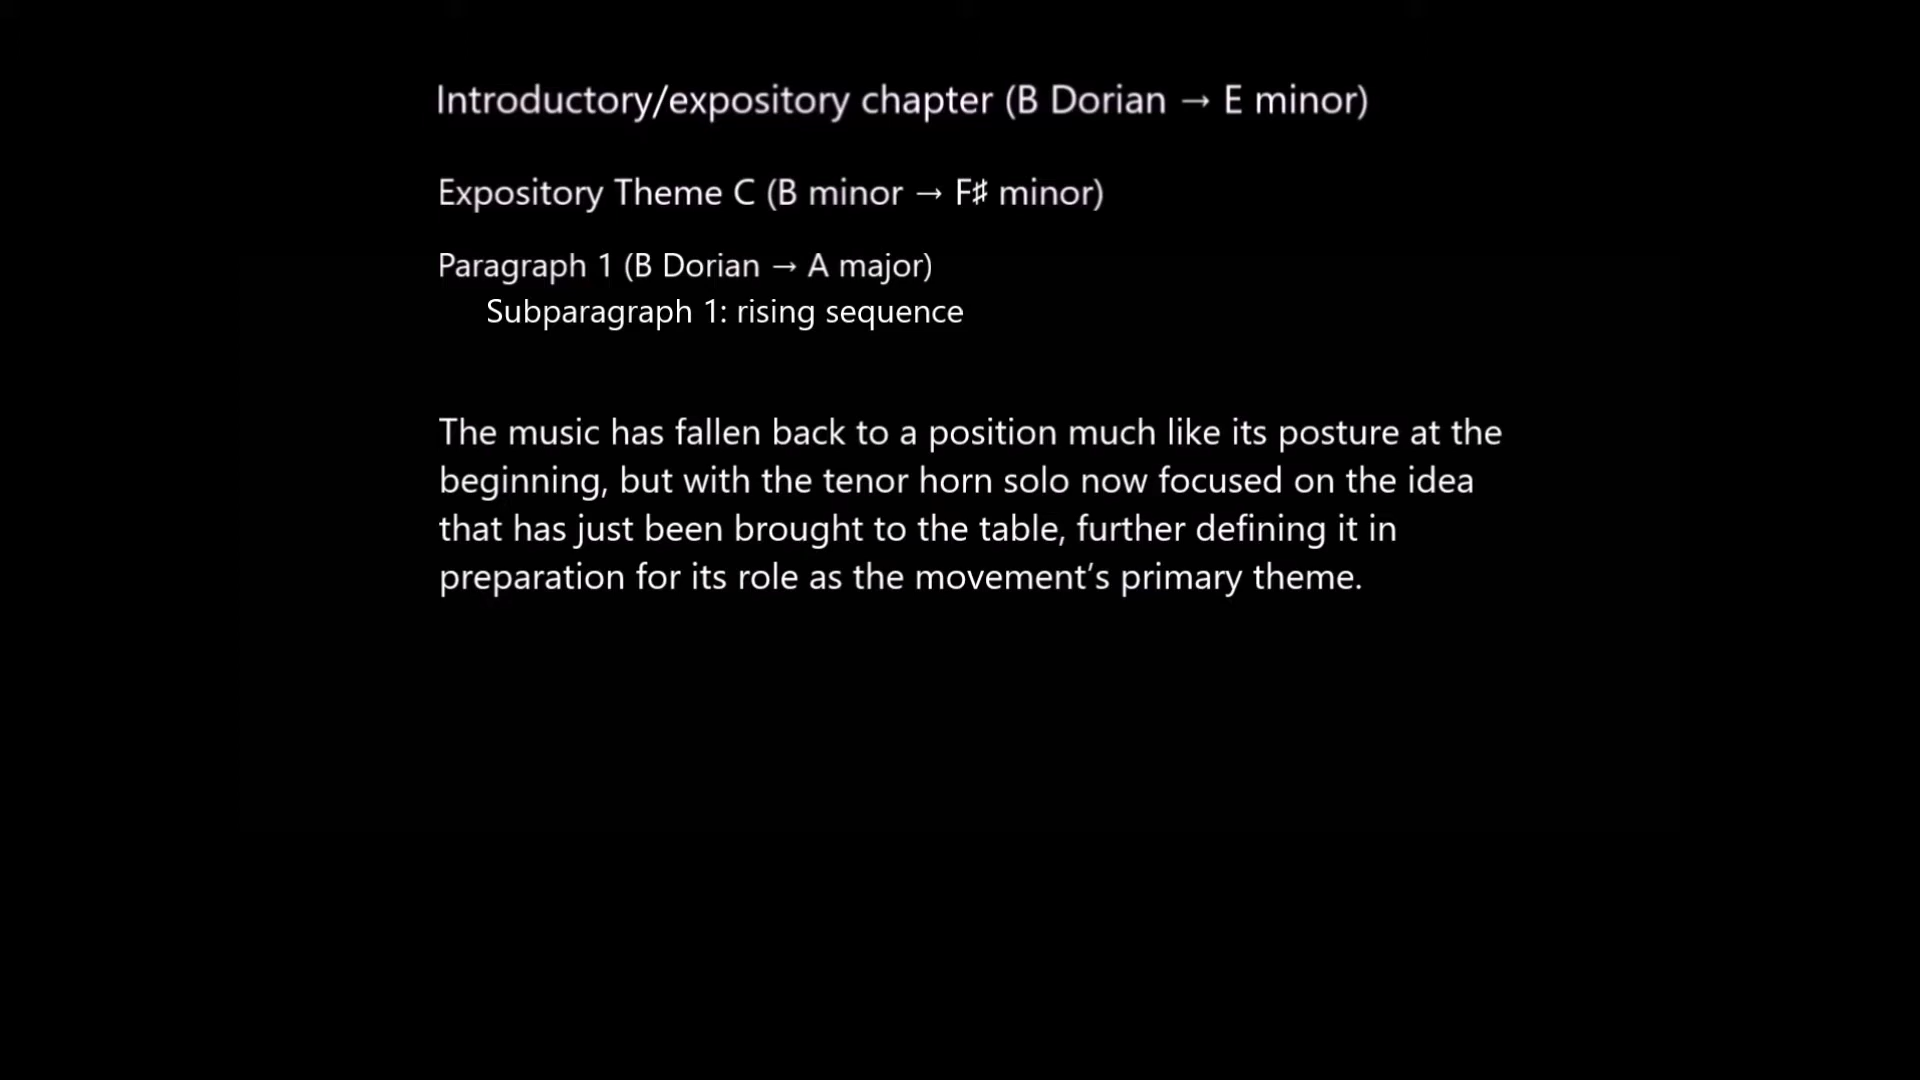 Introductory/expository chapter (B Dorian → E minor)
Expository Theme C (B minor → F♯ minor)
Paragraph 1 (B Dorian → A major)
Subparagraph 1: rising sequence
The music has fallen back to a position much like its posture at the
beginning, but with the tenor horn solo now focused on the idea
that has just been brought to the table, further defining it in
preparation for its role as the movement’s primary theme.